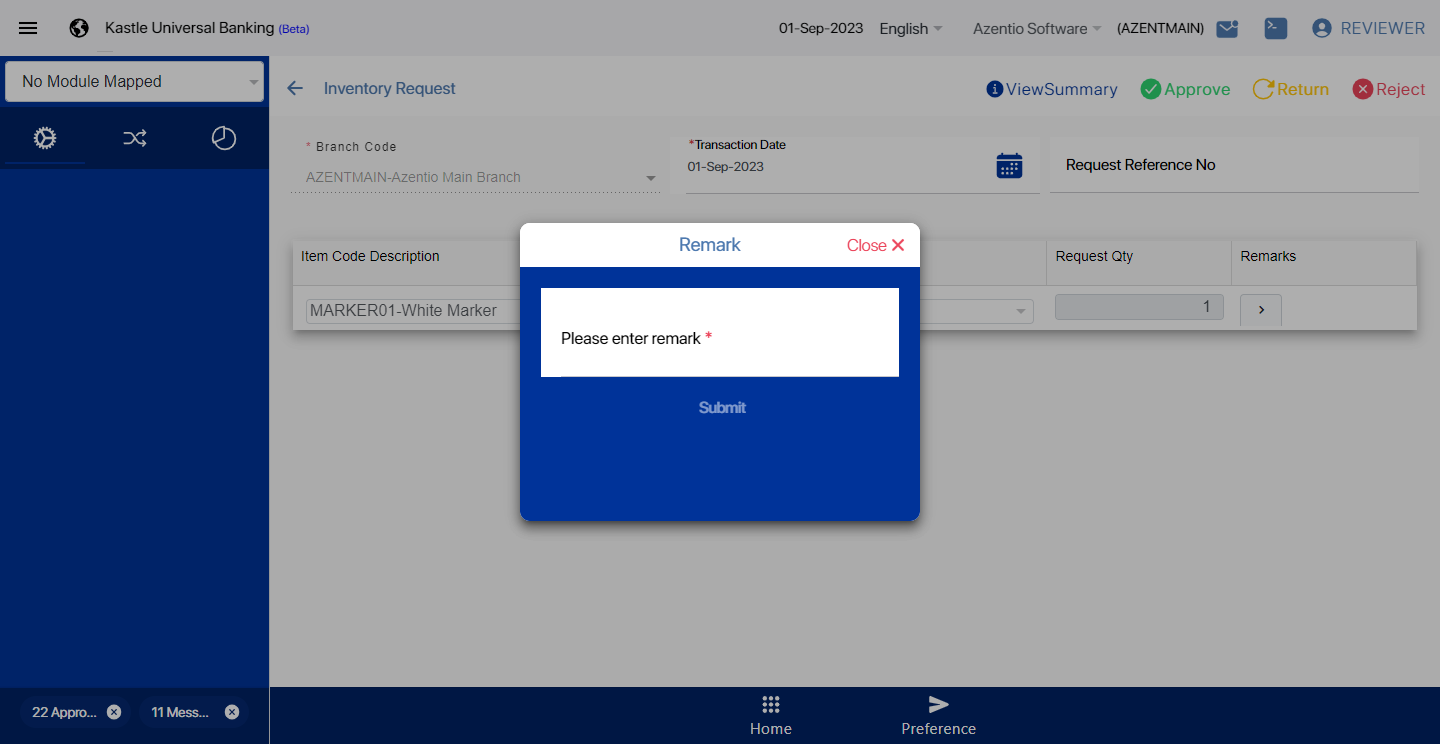 Kastle Universal Banking (Beta)
01-Sep-2023 English Azentio Software (AZENTMAIN) REVIEWER
No Module Mapped
Inventory Request
ViewSummary Approve Return Reject
* Branch Code
AZENTMAIN-Azentio Main Branch
*Transaction Date
01-Sep-2023
Request Reference No
Item Code Description Request Qty Remarks
MARKER01-White Marker 1
Remark Close
Please enter remark *
Submit
22 Appro... 11 Mess...
Home Preference